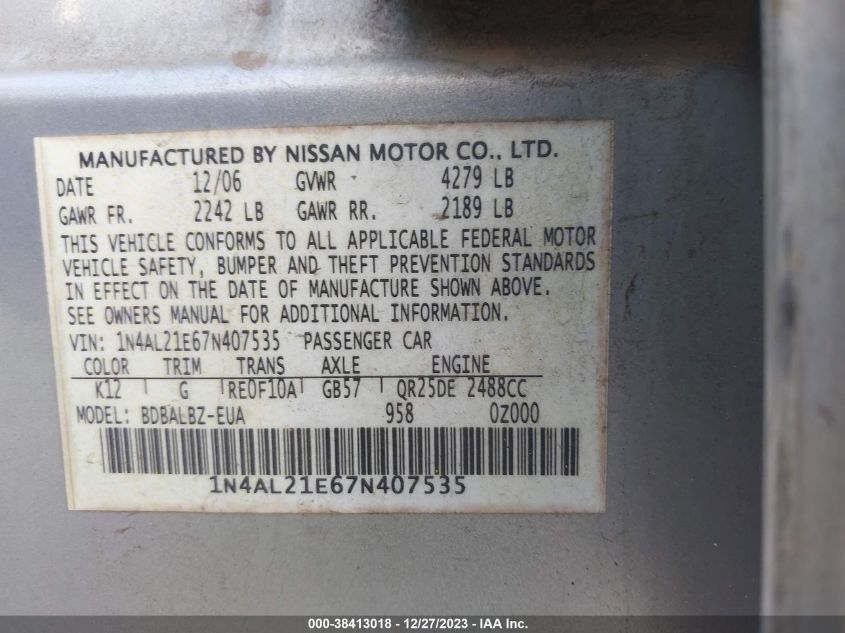 MANUFACTURED BY NISSAN MOTOR CO., LTD.
DATE 12/06 GVWR 4279 LB
GAWR FR. 2242 LB GAWR RR. 2189 LB
THIS VEHICLE CONFORMS TO ALL APPLICABLE FEDERAL MOTOR
VEHICLE SAFETY, BUMPER AND THEFT PREVENTION STANDARDS
IN EFFECT ON THE DATE OF MANUFACTURE SHOWN ABOVE.
SEE OWNERS MANUAL FOR ADDITIONAL INFORMATION.
VIN: 1N4AL21E67N407535 PASSENGER CAR
COLOR TRIM TRANS AXLE ENGINE
K12 G RE0F10A GB57 QR25DE 2488CC
MODEL: BDBALBZ-EUA 958 0Z000
1N4AL21E67N407535
000-38413018 - 12/27/2023 - IAA Inc.